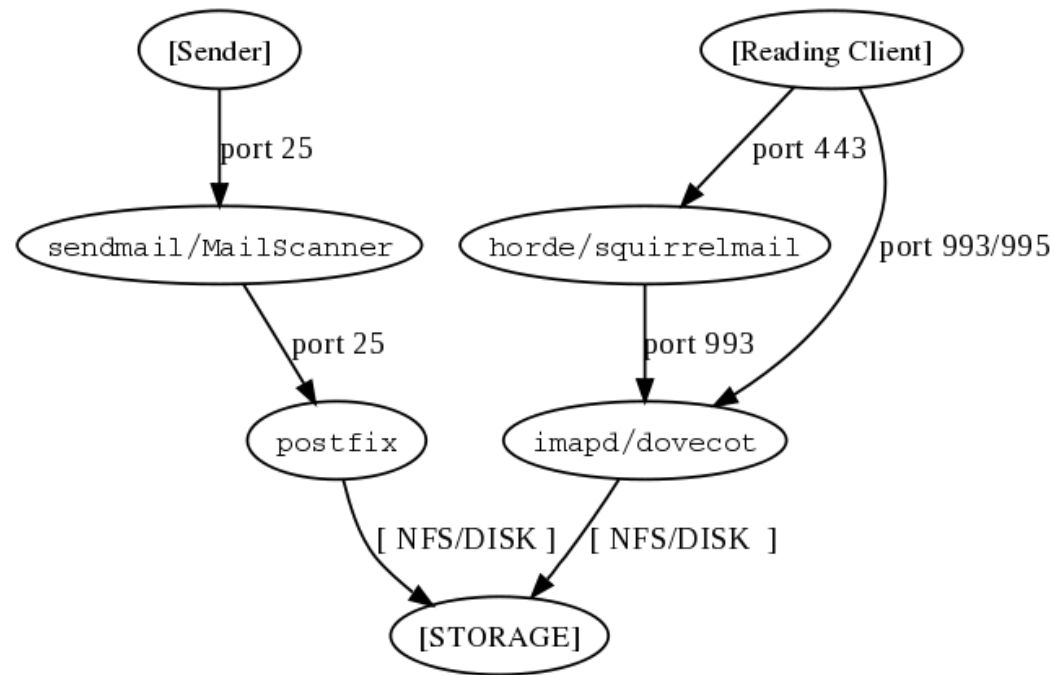 [Sender]
[Reading Client]
port 25
port 443
sendmail/MailScanner
horde/squirrelmail
port 993/995
port 25
port 993
postfix
imapd/dovecot
[ NFS/DISK ]
[ NFS/DISK  ]
[STORAGE]